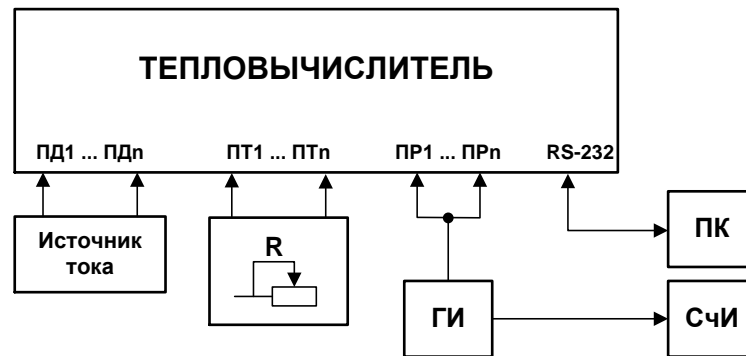 ТЕПЛОВЫЧИСЛИТЕЛЬ
ПД1 ... ПДn ПТ1 ... ПТn ПР1 ... ПРn RS-232
Источник
тока
R
ПК
ГИ
СчИ